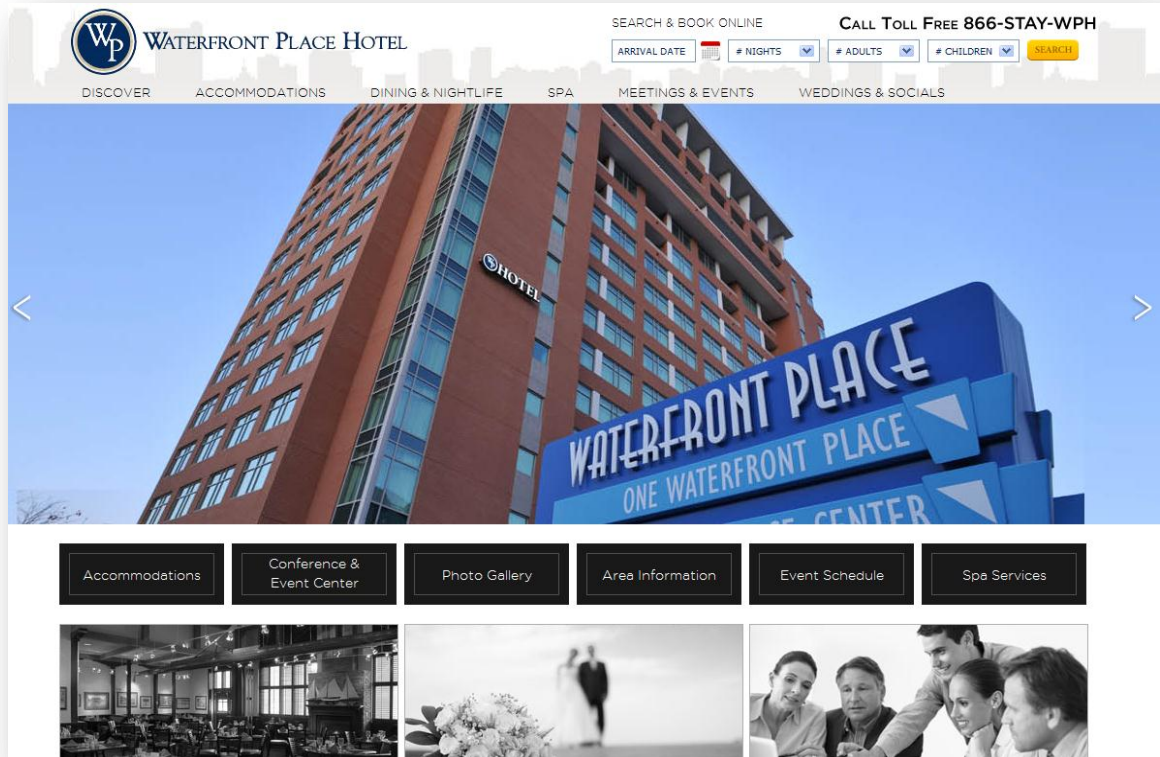 WP
WATERFRONT PLACE HOTEL
SEARCH & BOOK ONLINE
CALL TOLL FREE 866-STAY-WPH
ARRIVAL DATE
# NIGHTS
# ADULTS
# CHILDREN
SEARCH
DISCOVER
ACCOMMODATIONS
DINING & NIGHTLIFE
SPA
MEETINGS & EVENTS
WEDDINGS & SOCIALS
HOTEL
WATERFRONT PLACE
ONE WATERFRONT PLACE
CENTER
Accommodations
Conference &
Event Center
Photo Gallery
Area Information
Event Schedule
Spa Services